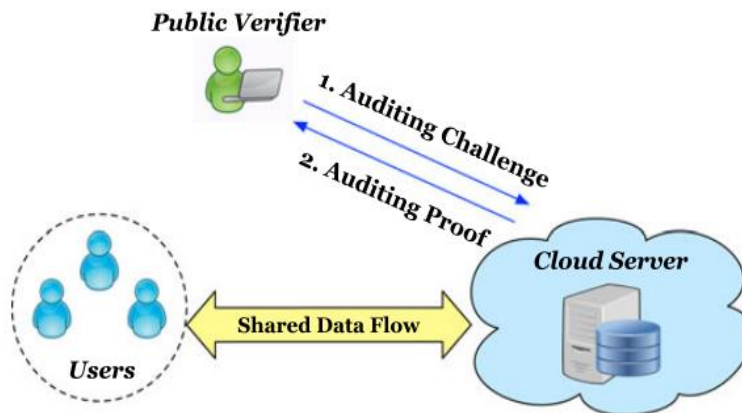 Public Verifier
1. Auditing Challenge
2. Auditing Proof
Cloud Server
Shared Data Flow
Users